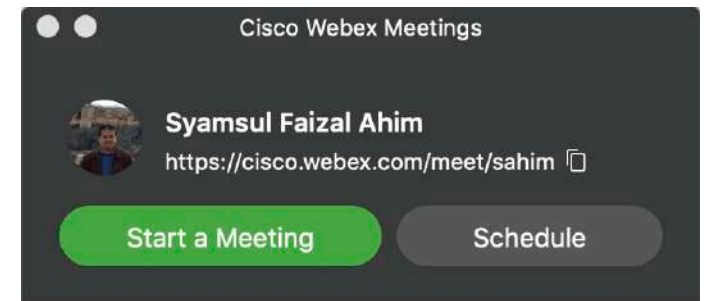 Cisco Webex Meetings
Syamsul Faizal Ahim
https://cisco.webex.com/meet/sahim
Start a Meeting
Schedule